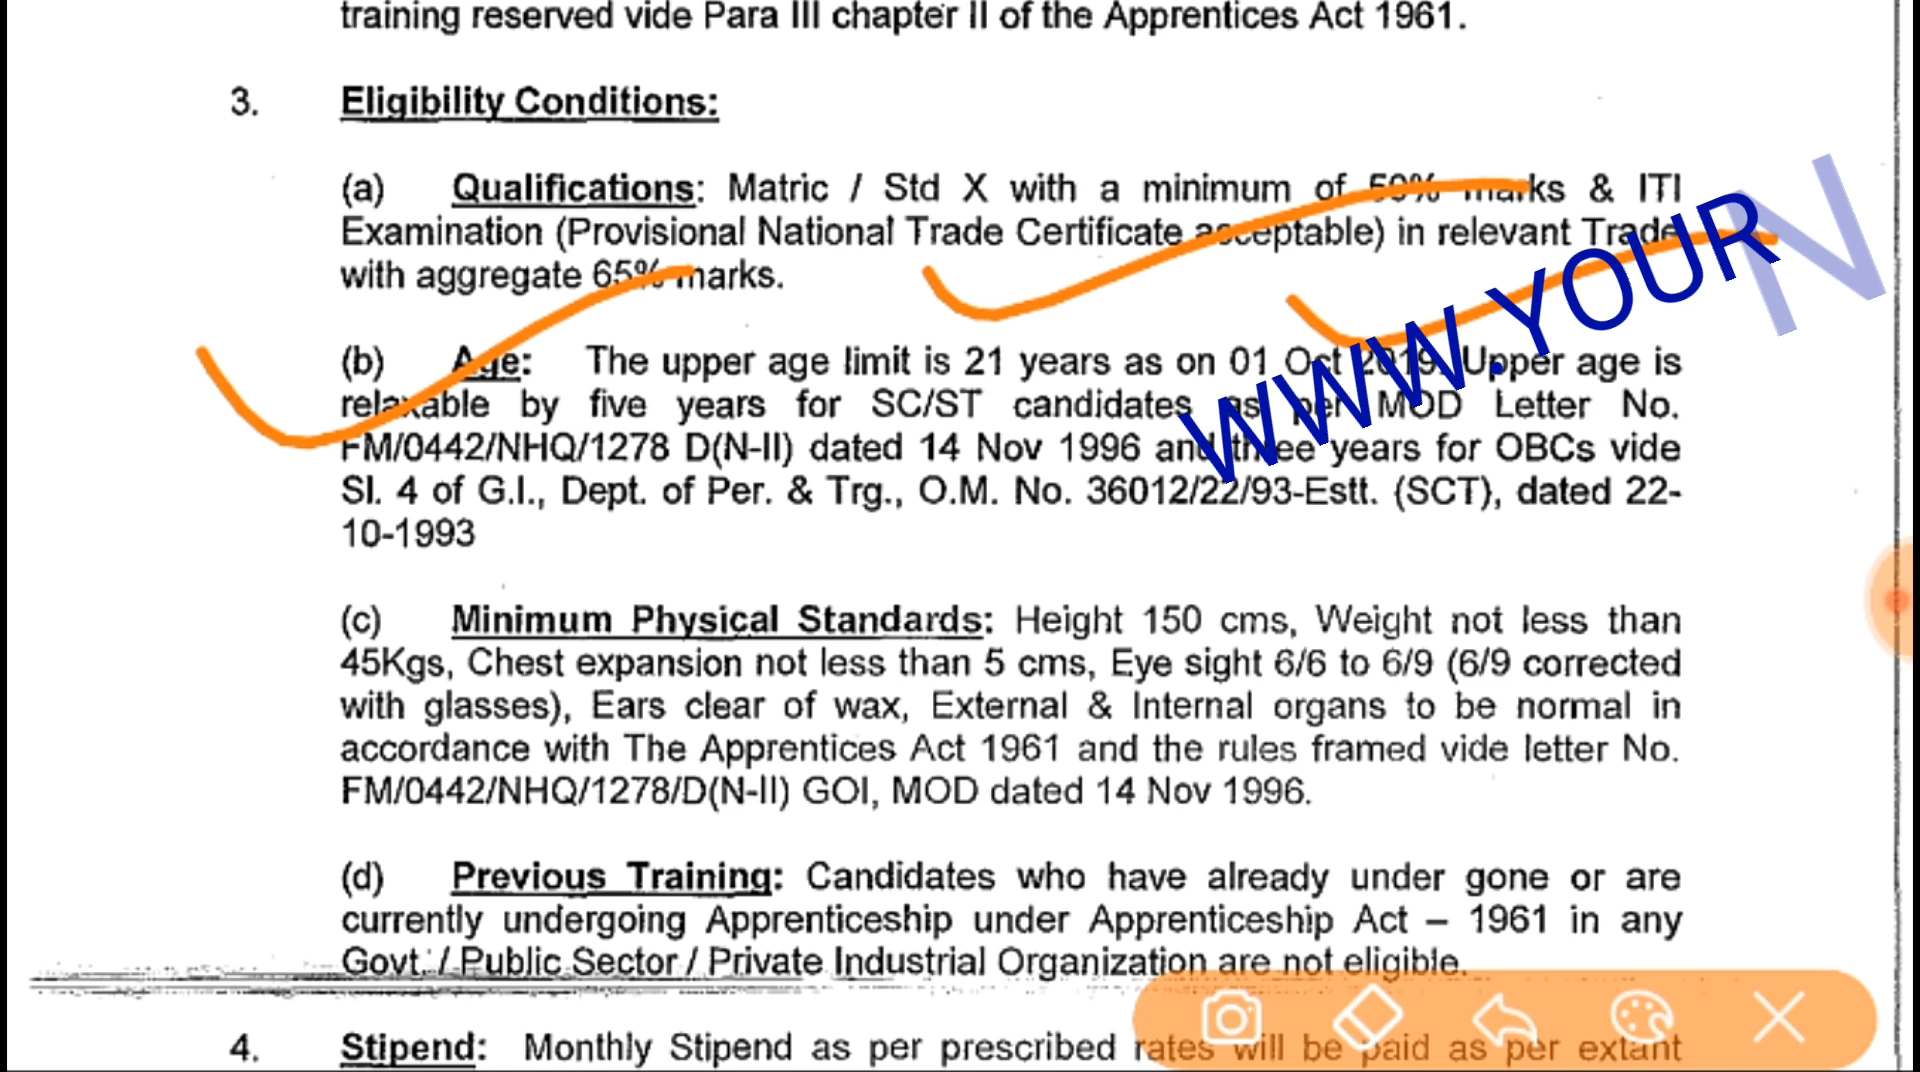 training reserved vide Para III chapter II of the Apprentices Act 1961.
3. Eligibility Conditions:
(a) Qualifications: Matric / Std X with a minimum of 50% marks & ITI
Examination (Provisional National Trade Certificate acceptable) in relevant Trade
with aggregate 65% marks.
(b) Age: The upper age limit is 21 years as on 01 Oct 2019. Upper age is
relaxable by five years for SC/ST candidates as per MOD Letter No.
FM/0442/NHQ/1278 D(N-II) dated 14 Nov 1996 and three years for OBCs vide
Sl. 4 of G.I., Dept. of Per. & Trg., O.M. No. 36012/22/93-Estt. (SCT), dated 22-
10-1993
(c) Minimum Physical Standards: Height 150 cms, Weight not less than
45Kgs, Chest expansion not less than 5 cms, Eye sight 6/6 to 6/9 (6/9 corrected
with glasses), Ears clear of wax, External & Internal organs to be normal in
accordance with The Apprentices Act 1961 and the rules framed vide letter No.
FM/0442/NHQ/1278/D(N-II) GOI, MOD dated 14 Nov 1996.
(d) Previous Training: Candidates who have already under gone or are
currently undergoing Apprenticeship under Apprenticeship Act – 1961 in any
Govt. / Public Sector / Private Industrial Organization are not eligible.
4. Stipend: Monthly Stipend as per prescribed rates will be paid as per extant
WWW.YOURN